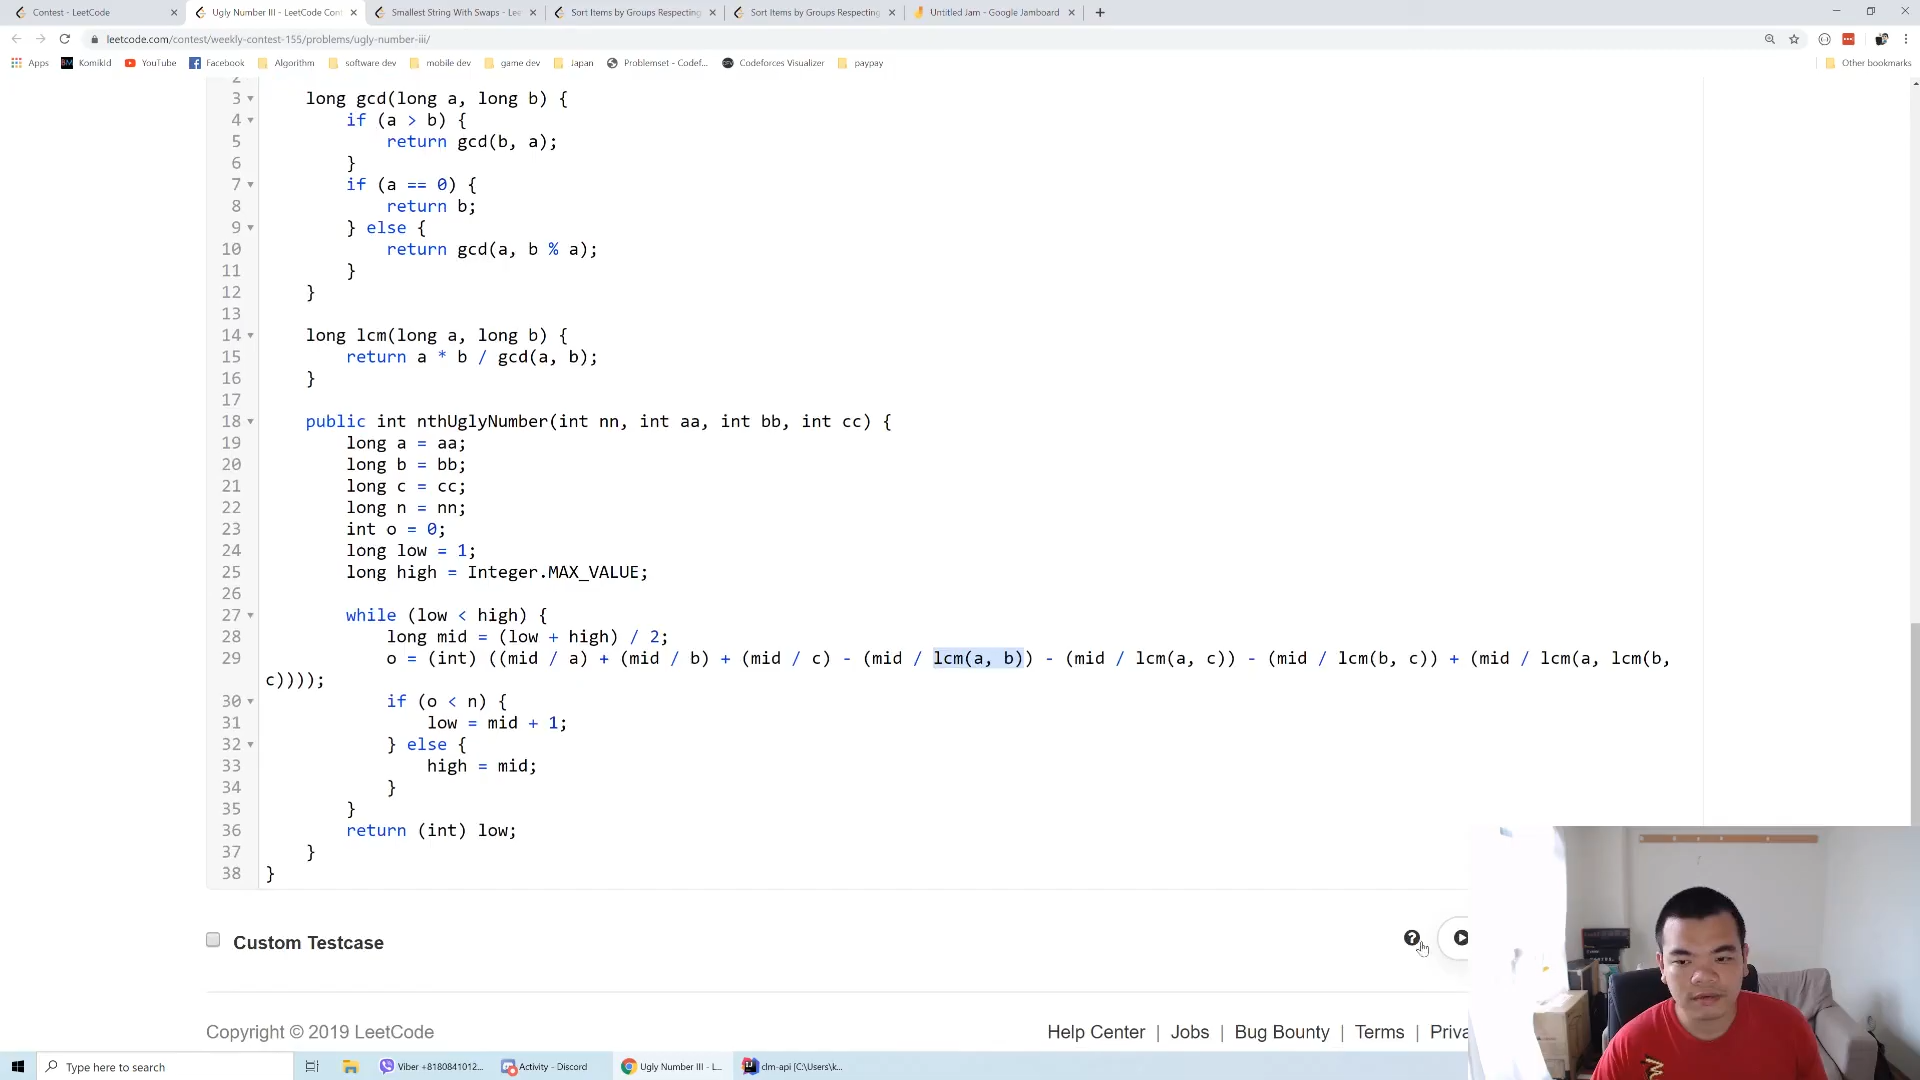 Contest - LeetCode
Ugly Number III - LeetCode Cont
Smallest String With Swaps - Lee
Sort Items by Groups Respecting
Sort Items by Groups Respecting
Untitled Jam - Google Jamboard
leetcode.com/contest/weekly-contest-155/problems/ugly-number-iii/
Apps
Komikid
YouTube
Facebook
Algorithm
software dev
mobile dev
game dev
Japan
Problemset - Codef...
Codeforces Visualizer
paypay
Other bookmarks
2
3 long gcd(long a, long b) {
4 if (a > b) {
5 return gcd(b, a);
6 }
7 if (a == 0) {
8 return b;
9 } else {
10 return gcd(a, b % a);
11 }
12 }
13
14 long lcm(long a, long b) {
15 return a * b / gcd(a, b);
16 }
17
18 public int nthUglyNumber(int nn, int aa, int bb, int cc) {
19 long a = aa;
20 long b = bb;
21 long c = cc;
22 long n = nn;
23 int o = 0;
24 long low = 1;
25 long high = Integer.MAX_VALUE;
26
27 while (low < high) {
28 long mid = (low + high) / 2;
29 o = (int) ((mid / a) + (mid / b) + (mid / c) - (mid / lcm(a, b)) - (mid / lcm(a, c)) - (mid / lcm(b, c)) + (mid / lcm(a, lcm(b,
c))));
30 if (o < n) {
31 low = mid + 1;
32 } else {
33 high = mid;
34 }
35 }
36 return (int) low;
37 }
38 }
Custom Testcase
Copyright © 2019 LeetCode
Help Center | Jobs | Bug Bounty | Terms | Priva
Type here to search
Viber +8180841012...
Activity - Discord
Ugly Number III - L...
clm-api [C:\Users\k...